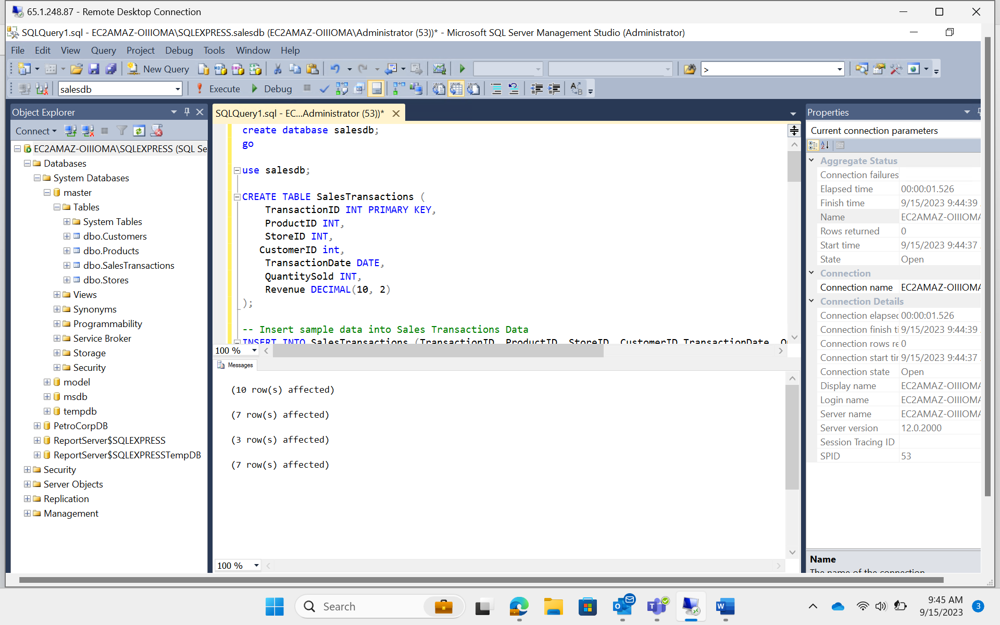 65.1.248.87 - Remote Desktop Connection
SQLQuery1.sql - EC2AMAZ-OIIIOMA\SQLEXPRESS.salesdb (EC2AMAZ-OIIIOMA\Administrator (53))* - Microsoft SQL Server Management Studio (Administrator)
File Edit View Query Project Debug Tools Window Help
New Query
>
salesdb
Execute
Debug
Object Explorer
Connect
EC2AMAZ-OIIIOMA\SQLEXPRESS (SQL Se
Databases
System Databases
master
Tables
System Tables
dbo.Customers
dbo.Products
dbo.SalesTransactions
dbo.Stores
Views
Synonyms
Programmability
Service Broker
Storage
Security
model
msdb
tempdb
PetroCorpDB
ReportServer$SQLEXPRESS
ReportServer$SQLEXPRESSTempDB
Security
Server Objects
Replication
Management
SQLQuery1.sql - EC...Administrator (53))*
create database salesdb;
go
use salesdb;
CREATE TABLE SalesTransactions (
TransactionID INT PRIMARY KEY,
ProductID INT,
StoreID INT,
CustomerID int,
TransactionDate DATE,
QuantitySold INT,
Revenue DECIMAL(10, 2)
);
-- Insert sample data into Sales Transactions Data
INSERT INTO SalesTransactions (TransactionID, ProductID, StoreID, CustomerID,TransactionDate,
100 %
Messages
(10 row(s) affected)
(7 row(s) affected)
(3 row(s) affected)
(7 row(s) affected)
100 %
Properties
Current connection parameters
Aggregate Status
Connection failures
Elapsed time 00:00:01.526
Finish time 9/15/2023 9:44:39
Name EC2AMAZ-OIIIOMA
Rows returned 0
Start time 9/15/2023 9:44:37
State Open
Connection
Connection name EC2AMAZ-OIIIOMA
Connection Details
Connection elapsed 00:00:01.526
Connection finish ti 9/15/2023 9:44:39
Connection rows re 0
Connection start tir 9/15/2023 9:44:37
Connection state Open
Display name EC2AMAZ-OIIIOMA
Login name EC2AMAZ-OIIIOMA
Server name EC2AMAZ-OIIIOMA
Server version 12.0.2000
Session Tracing ID
SPID 53
Name
The name of the connection
Search
9:45 AM
9/15/2023
3